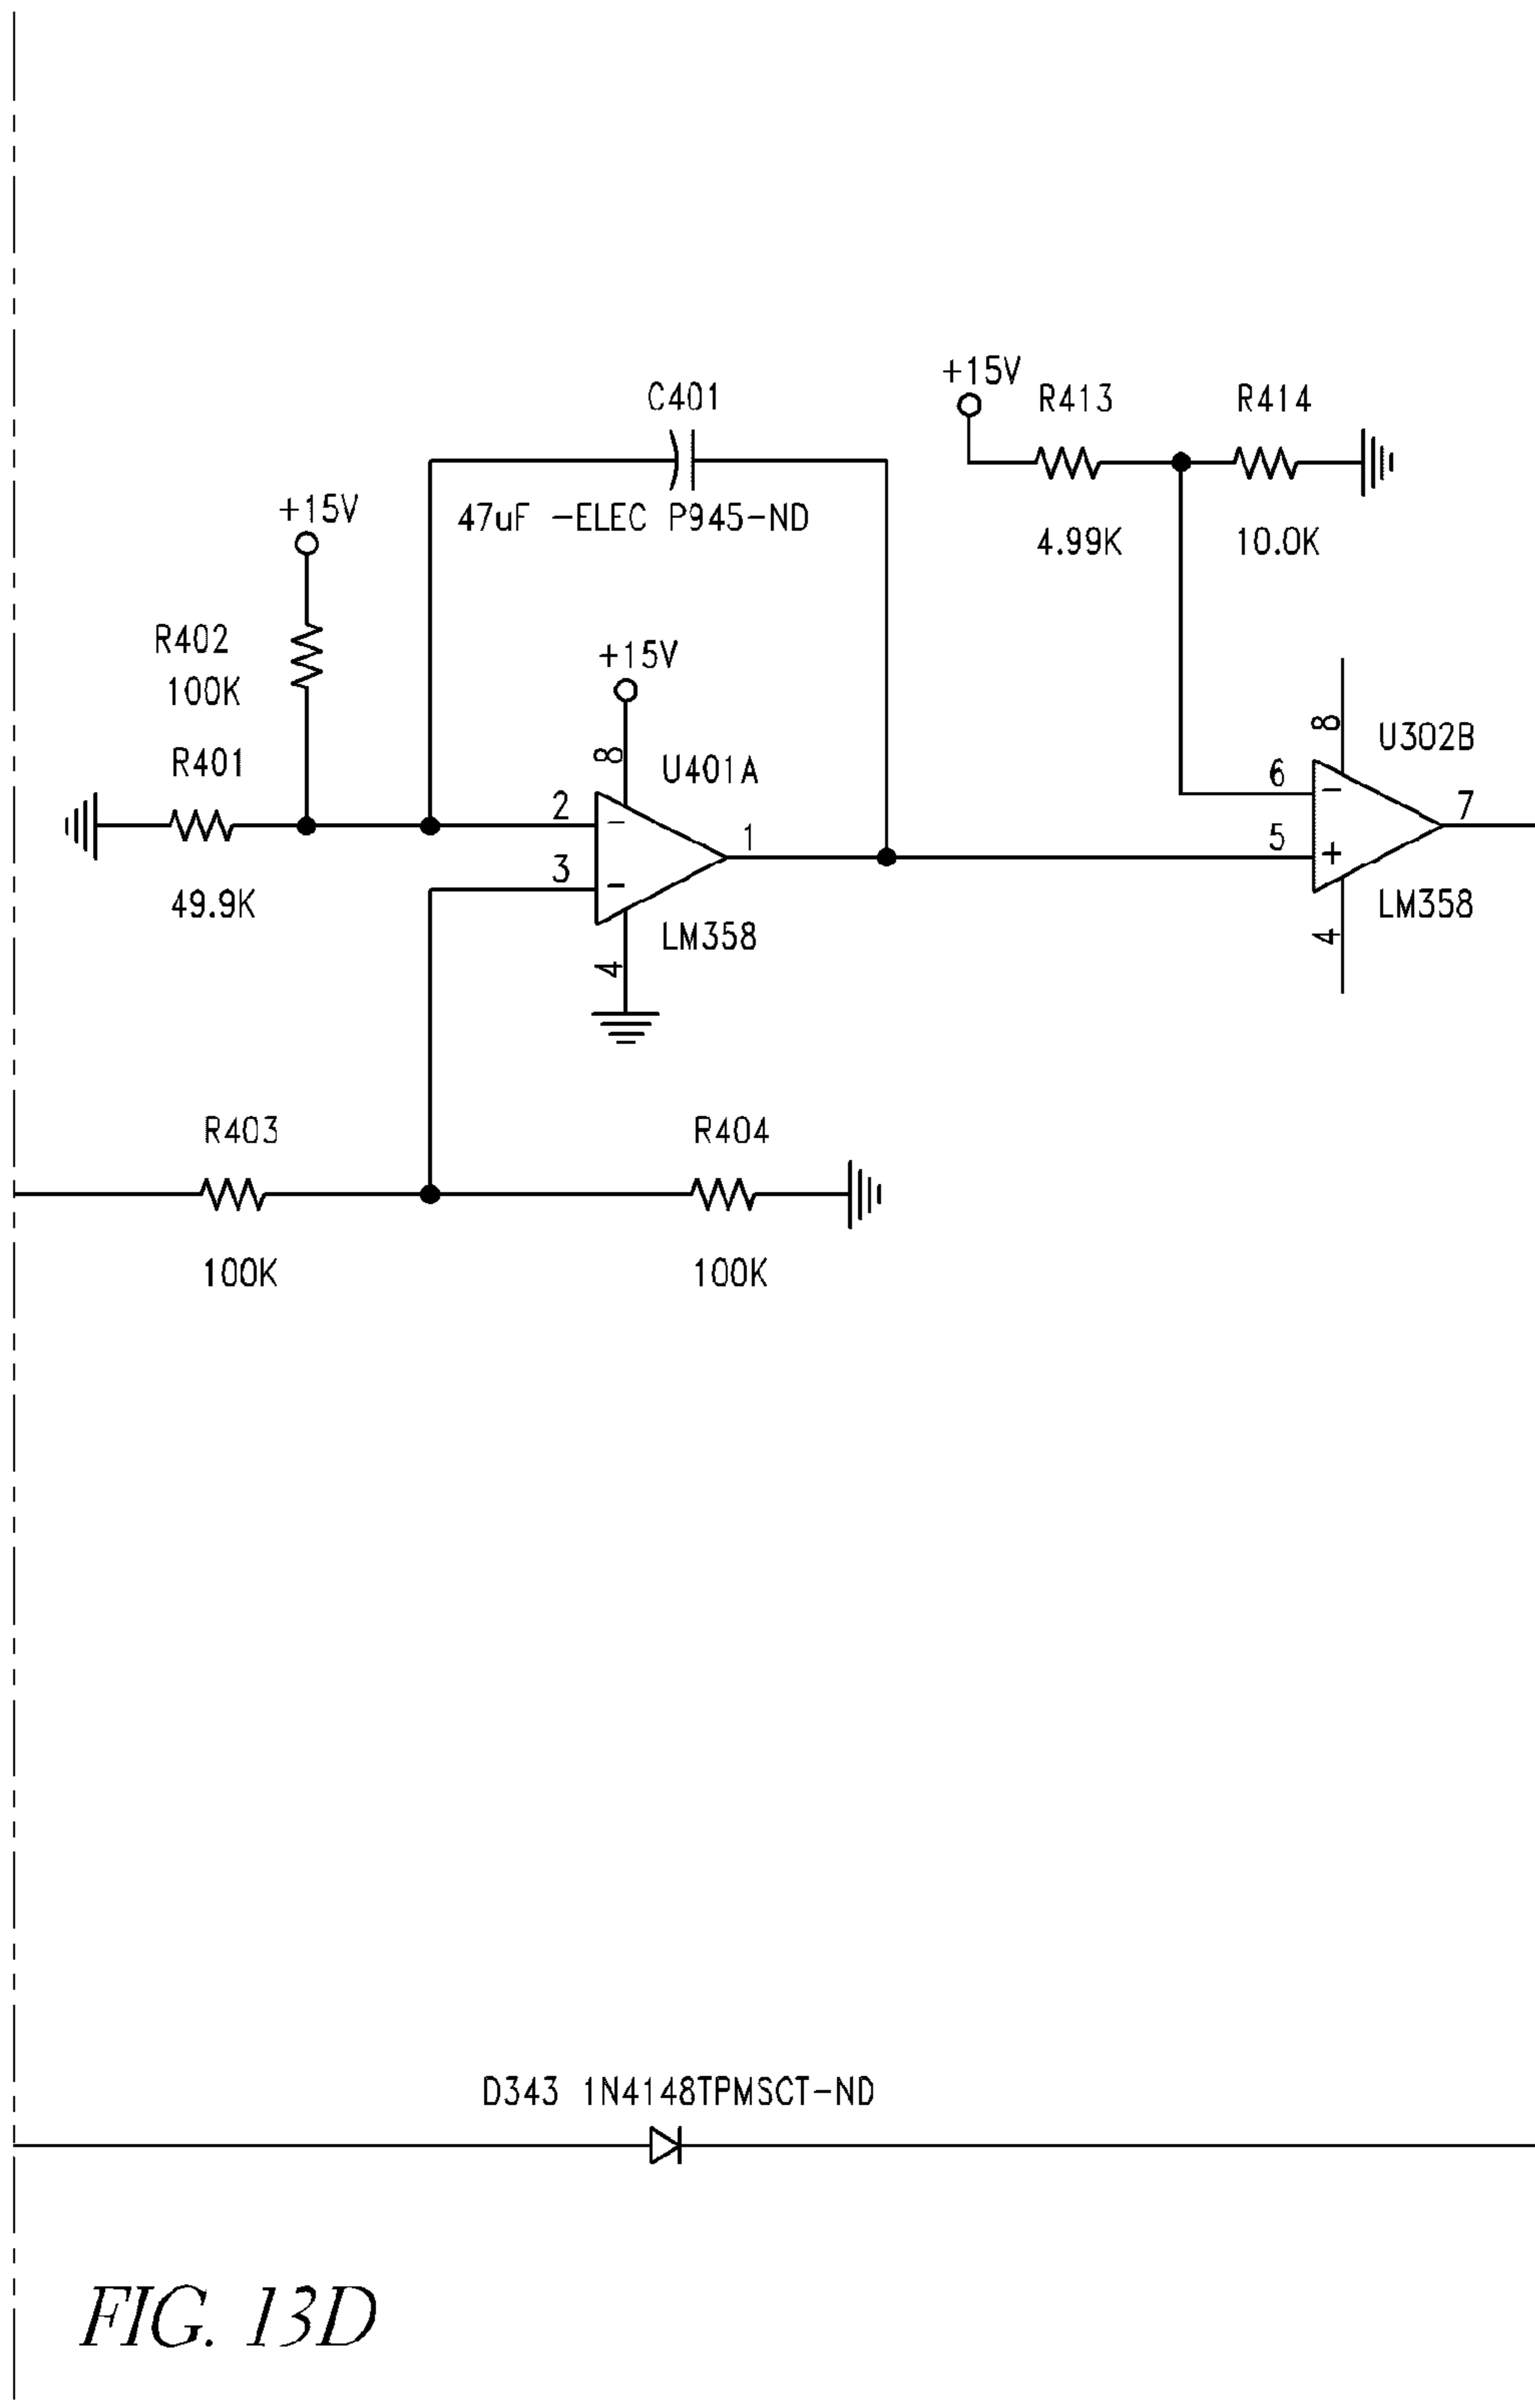 +15V
R413
R414
C401
+15V
47uF -ELEC P945-ND
4.99K
10.0K
R402
100K
+15V
R401
8
U401A
8
U302B
2
−
1
6
−
7
3
−
5
+
49.9K
LM358
LM358
4
4
R403
R404
100K
100K
D343 1N4148TPMSCT-ND
FIG. 13D